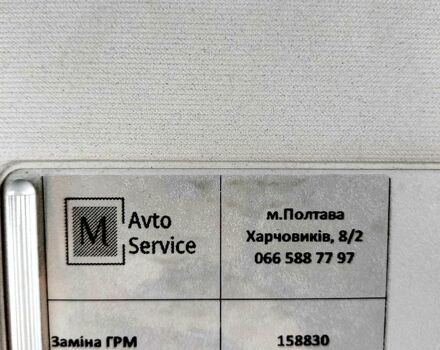 M
Avto
Service
м.Полтава
Харчовиків, 8/2
066 588 77 97
Заміна ГРМ
158830